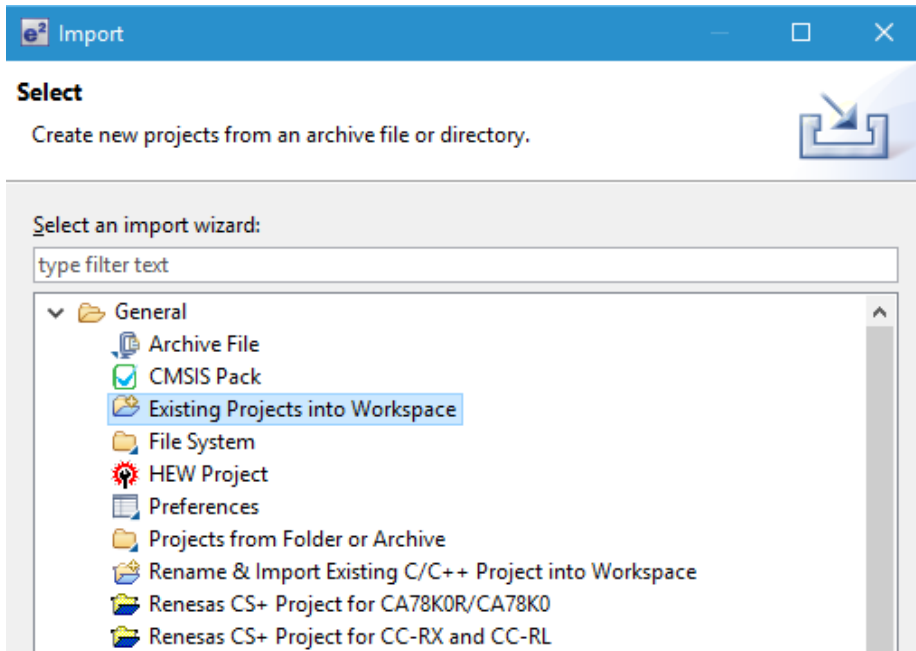 e² Import
Select
Create new projects from an archive file or directory.
Select an import wizard:
type filter text
General
Archive File
CMSIS Pack
Existing Projects into Workspace
File System
HEW Project
Preferences
Projects from Folder or Archive
Rename & Import Existing C/C++ Project into Workspace
Renesas CS+ Project for CA78K0R/CA78K0
Renesas CS+ Project for CC-RX and CC-RL